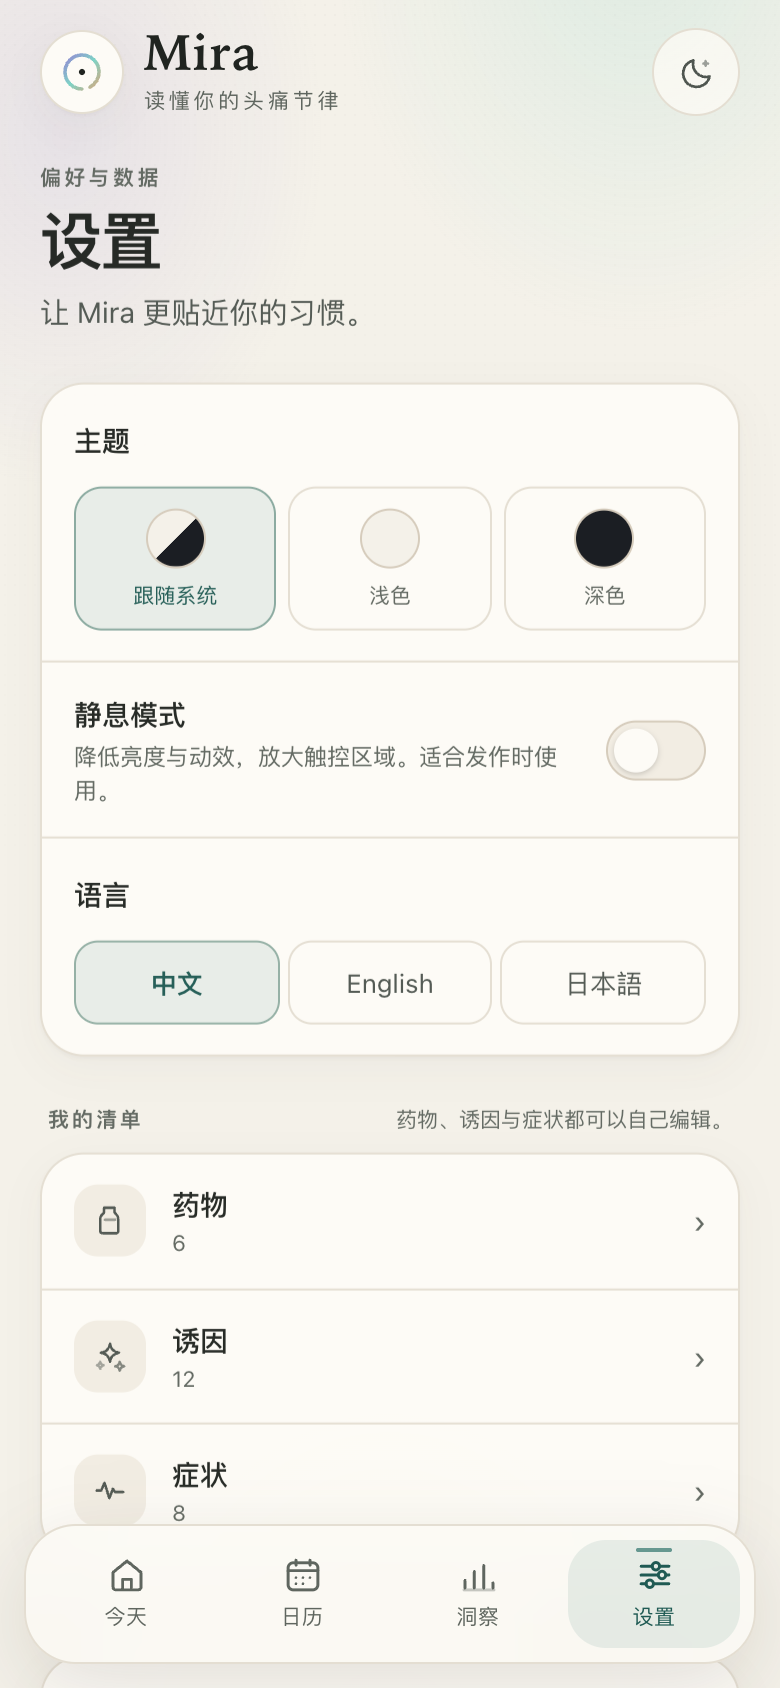 Mira
读懂你的头痛节律
偏好与数据
设置
让 Mira 更贴近你的习惯。
主题
跟随系统
浅色
深色
静息模式
降低亮度与动效，放大触控区域。适合发作时使
用。
语言
中文
English
日本語
我的清单
药物、诱因与症状都可以自己编辑。
药物
6
诱因
12
症状
8
今天
日历
洞察
设置